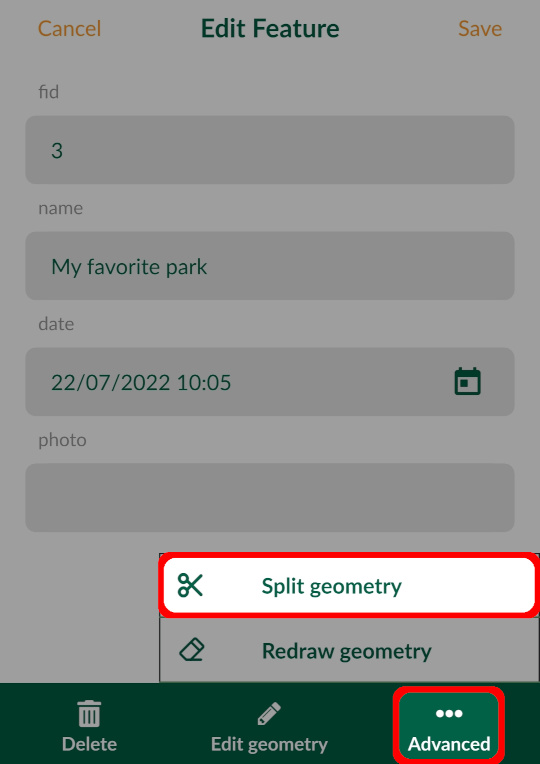 Cancel Edit Feature Save
fid
3
name
My favorite park
date
22/07/2022 10:05
photo
Split geometry
Redraw geometry
Delete Edit geometry Advanced